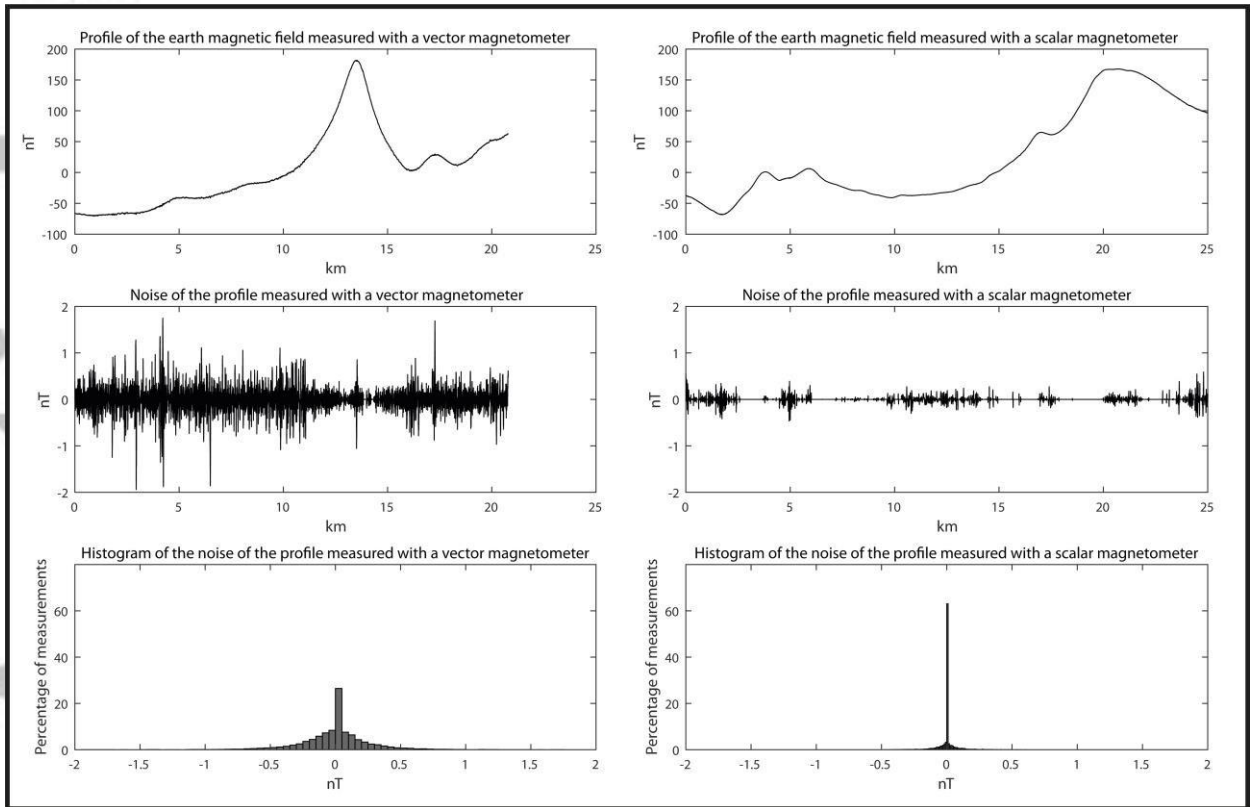 Profile of the earth magnetic field measured with a vector magnetometer
200
150
100
50
0
-50
-100
nT
0 5 10 15 20 25
km
Profile of the earth magnetic field measured with a scalar magnetometer
200
150
100
50
0
-50
-100
nT
0 5 10 15 20 25
km
Noise of the profile measured with a vector magnetometer
2
1
0
-1
-2
nT
0 5 10 15 20 25
km
Noise of the profile measured with a scalar magnetometer
2
1
0
-1
-2
nT
0 5 10 15 20 25
km
Histogram of the noise of the profile measured with a vector magnetometer
Percentage of measurements
60
40
20
0
-2 -1.5 -1 -0.5 0 0.5 1 1.5 2
nT
Histogram of the noise of the profile measured with a scalar magnetometer
Percentage of measurements
60
40
20
0
-2 -1.5 -1 -0.5 0 0.5 1 1.5 2
nT